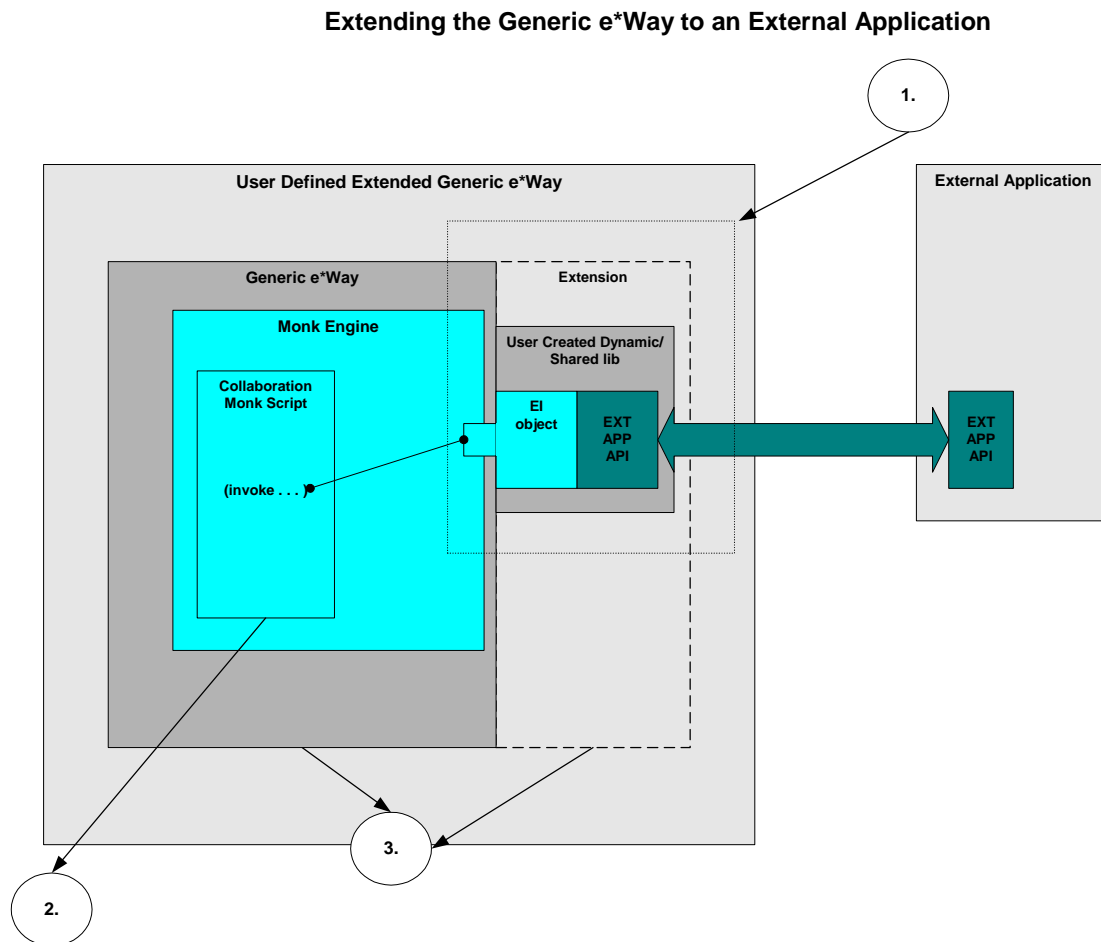 Extending the Generic e*Way to an External Application
1.
User Defined Extended Generic e*Way
External Application
Generic e*Way
Extension
Monk Engine
User Created Dynamic/
Shared lib
Collaboration
Monk Script
EI
object
EXT
APP
API
EXT
APP
API
(invoke . . . )
3.
2.